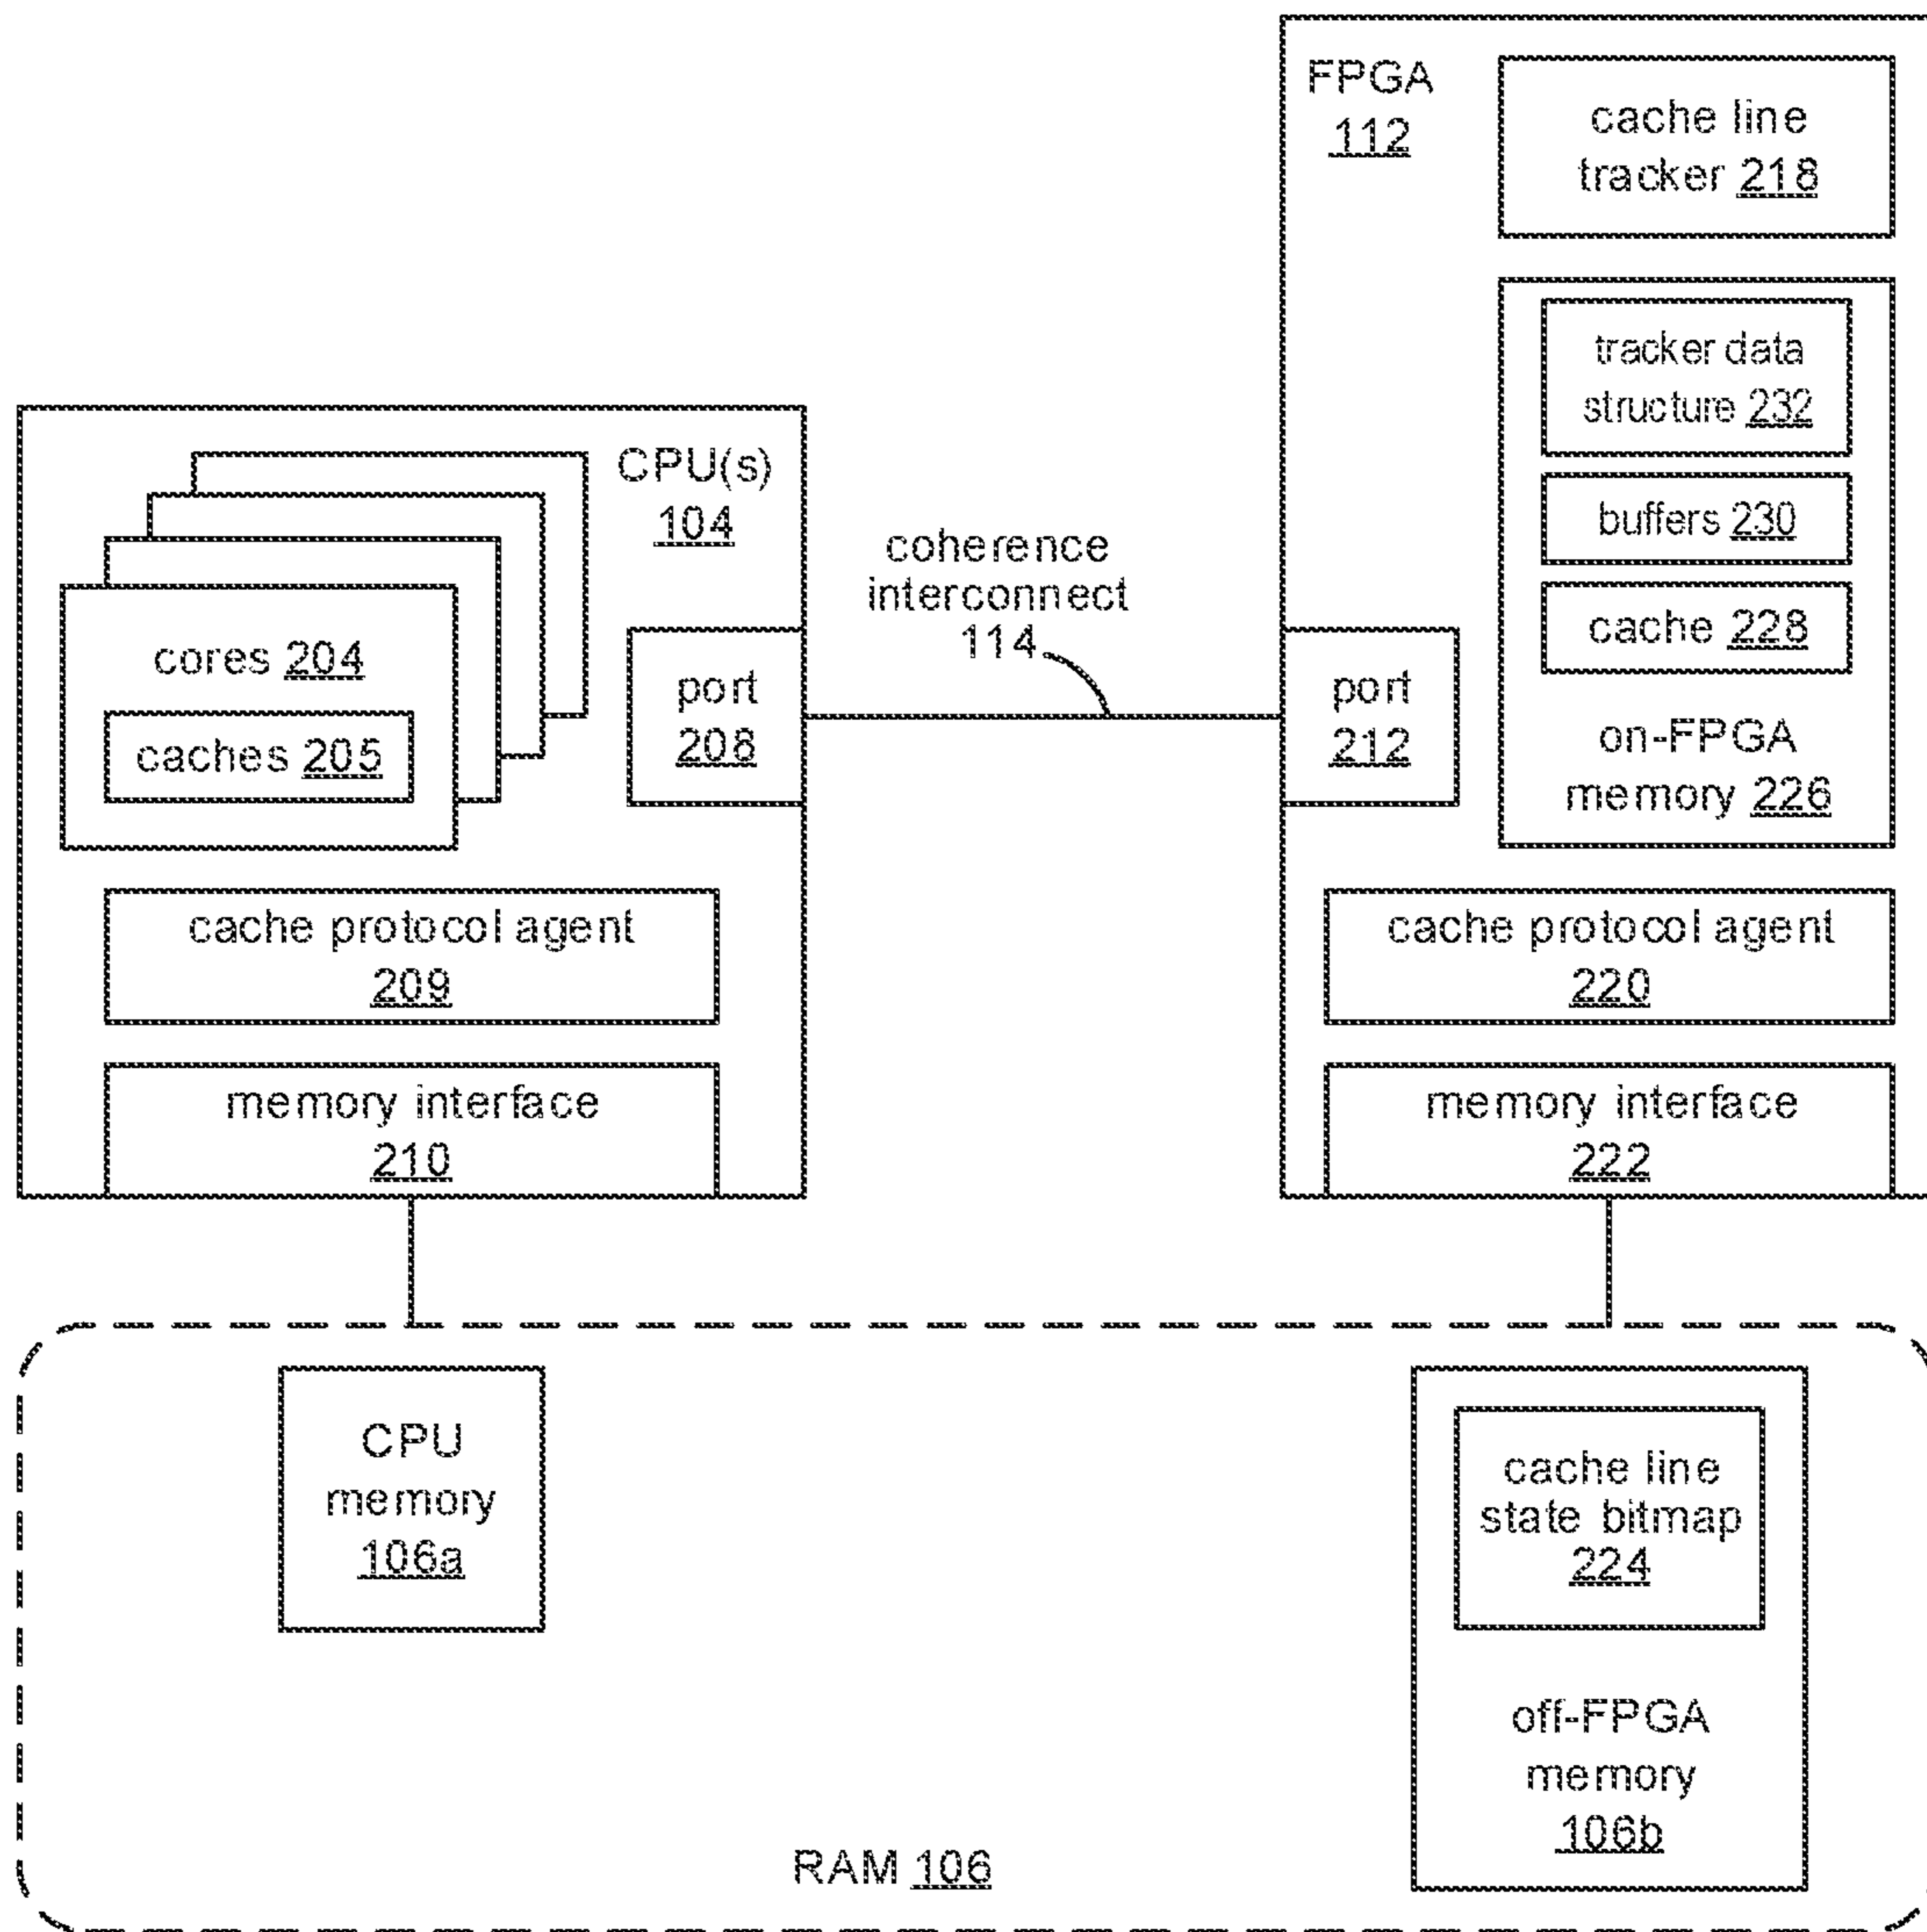 FPGA
112
cache line
tracker 218
tracker data
structure 232
buffers 230
cache 228
on-FPGA
memory 226
port
212
cache protocol agent
220
memory interface
222
CPU(s)
104
cores 204
caches 205
port
208
cache protocol agent
209
memory interface
210
coherence
interconnect
114
CPU
memory
106a
cache line
state bitmap
224
off-FPGA
memory
106b
RAM 106